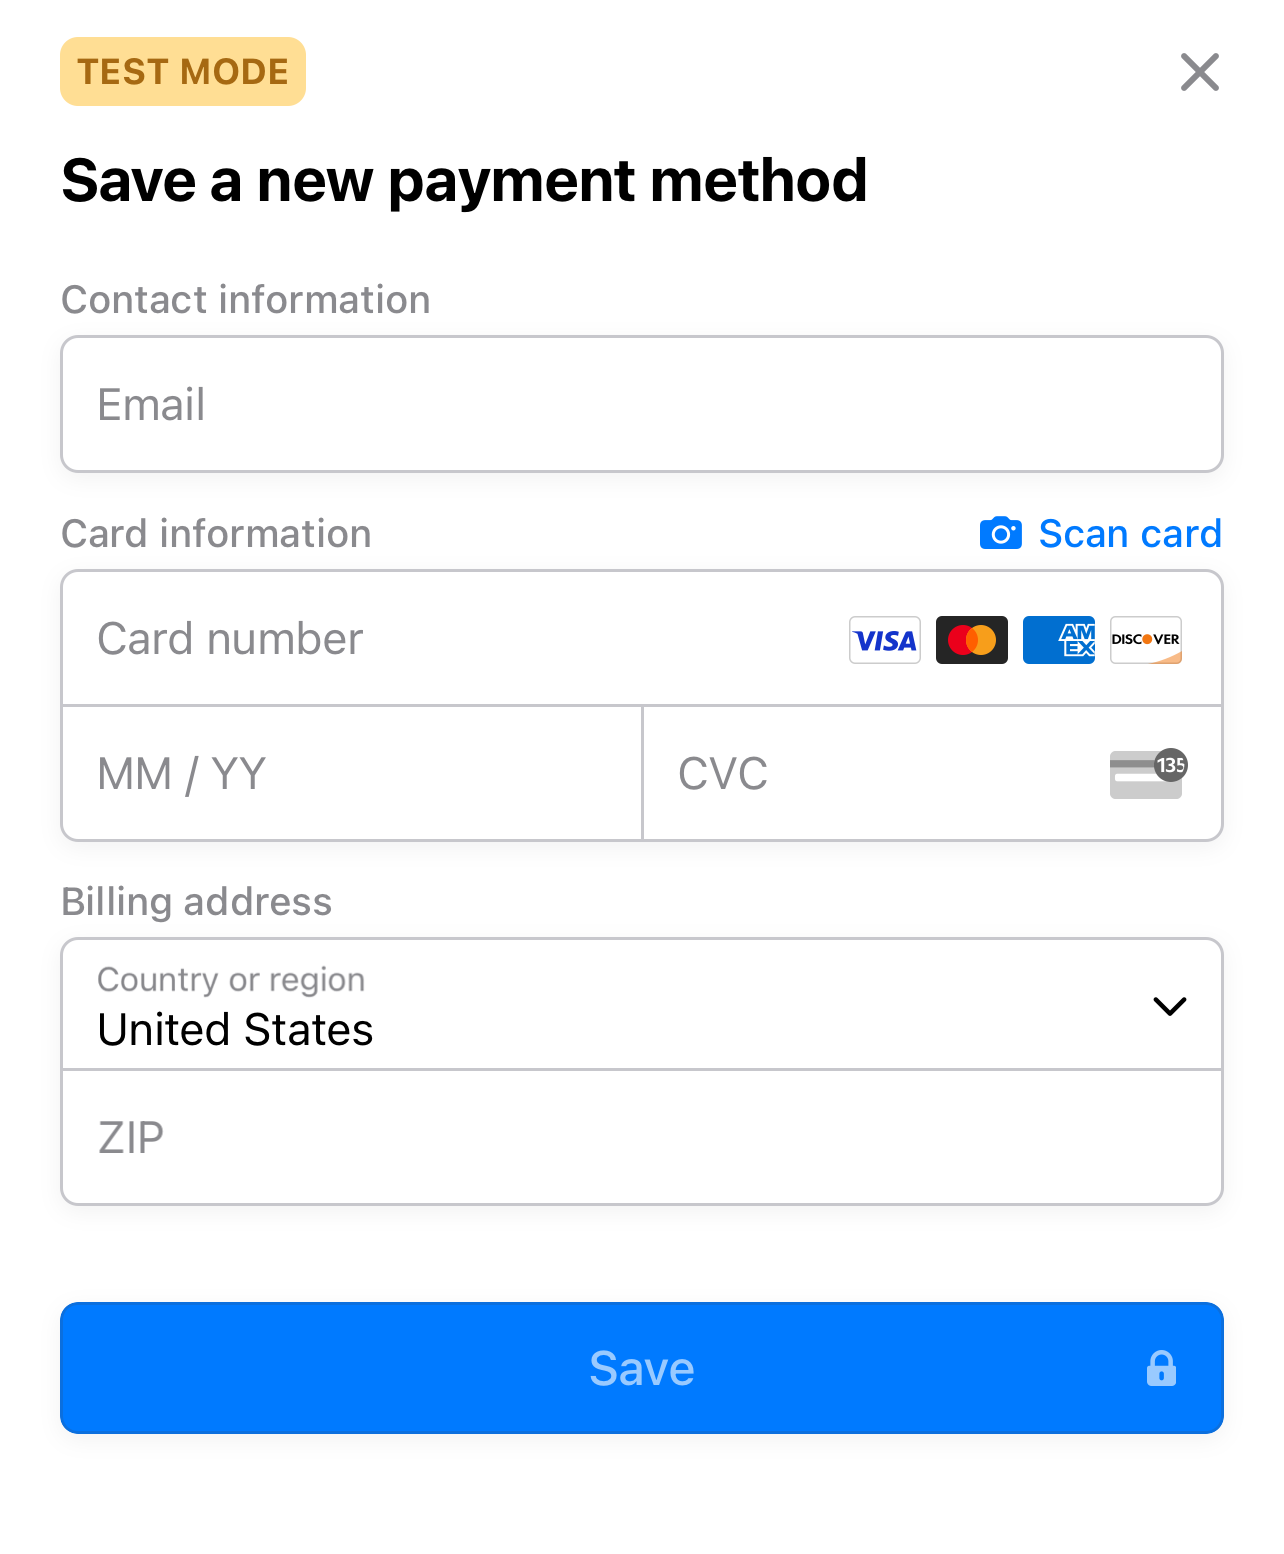 TEST MODE
Save a new payment method
Contact information
Email
Card information
Scan card
Card number
VISA
AM
EX
DISCOVER
MM / YY
CVC
135
Billing address
Country or region
United States
ZIP
Save